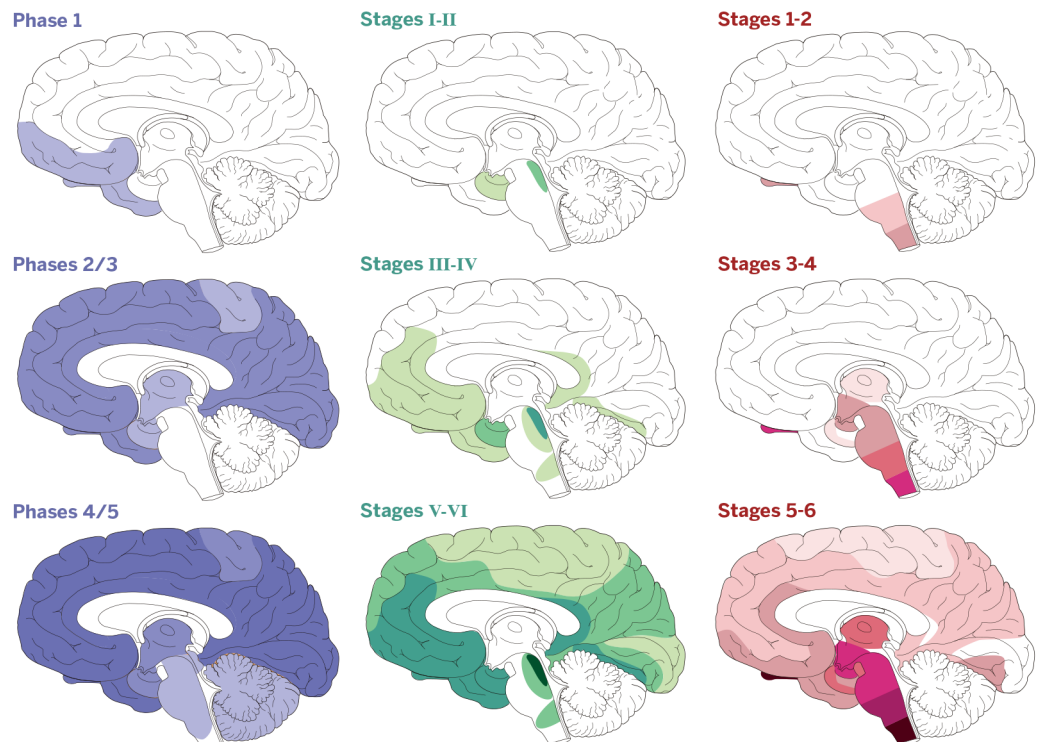 Phase 1
Stages I-II
Stages 1-2
Phases 2/3
Stages III-IV
Stages 3-4
Phases 4/5
Stages V-VI
Stages 5-6